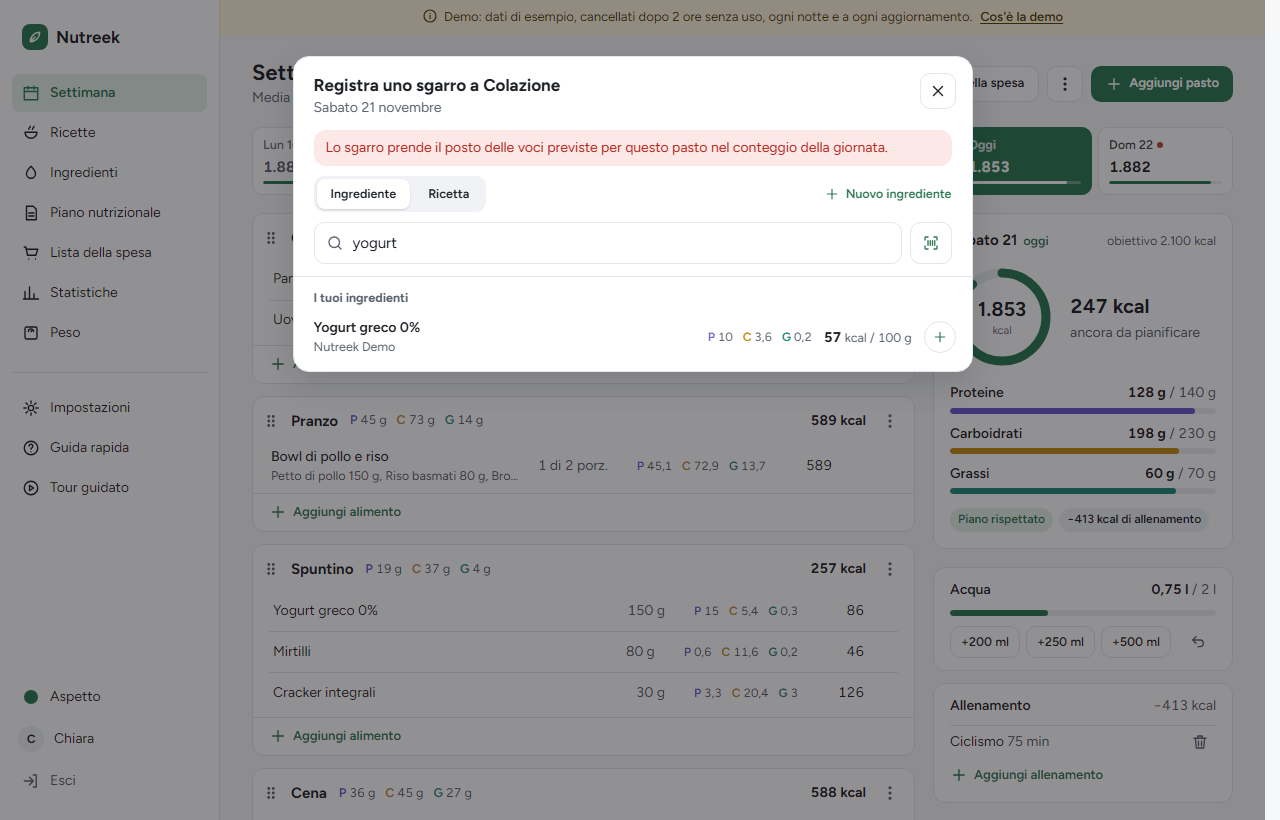 Nutreek
Demo: dati di esempio, cancellati dopo 2 ore senza uso, ogni notte e a ogni aggiornamento. Cos'è la demo
Settimana
Ricette
Ingredienti
Piano nutrizionale
Lista della spesa
Statistiche
Peso
Impostazioni
Guida rapida
Tour guidato
Aspetto
C Chiara
Esci
Media
Aggiungi pasto
Lun
Oggi
1.853
Dom 22
1.882
Registra uno sgarro a Colazione
Sabato 21 novembre
Lo sgarro prende il posto delle voci previste per questo pasto nel conteggio della giornata.
Ingrediente
Ricetta
Nuovo ingrediente
yogurt
I tuoi ingredienti
Yogurt greco 0%
P 10 C 3,6 G 0,2 57 kcal / 100 g
Nutreek Demo
Pranzo P 45 g C 73 g G 14 g 589 kcal
Bowl di pollo e riso
Petto di pollo 150 g, Riso basmati 80 g, Bro...
1 di 2 porz. P 45,1 C 72,9 G 13,7 589
Aggiungi alimento
Spuntino P 19 g C 37 g G 4 g 257 kcal
Yogurt greco 0% 150 g P 15 C 5,4 G 0,3 86
Mirtilli 80 g P 0,6 C 11,6 G 0,2 46
Cracker integrali 30 g P 3,3 C 20,4 G 3 126
Aggiungi alimento
Cena P 36 g C 45 g G 27 g 588 kcal
21 oggi obiettivo 2.100 kcal
1.853
kcal
247 kcal
ancora da pianificare
Proteine 128 g / 140 g
Carboidrati 198 g / 230 g
Grassi 60 g / 70 g
Piano rispettato
−413 kcal di allenamento
Acqua 0,75 l / 2 l
+200 ml
+250 ml
+500 ml
Allenamento −413 kcal
Ciclismo 75 min
Aggiungi allenamento